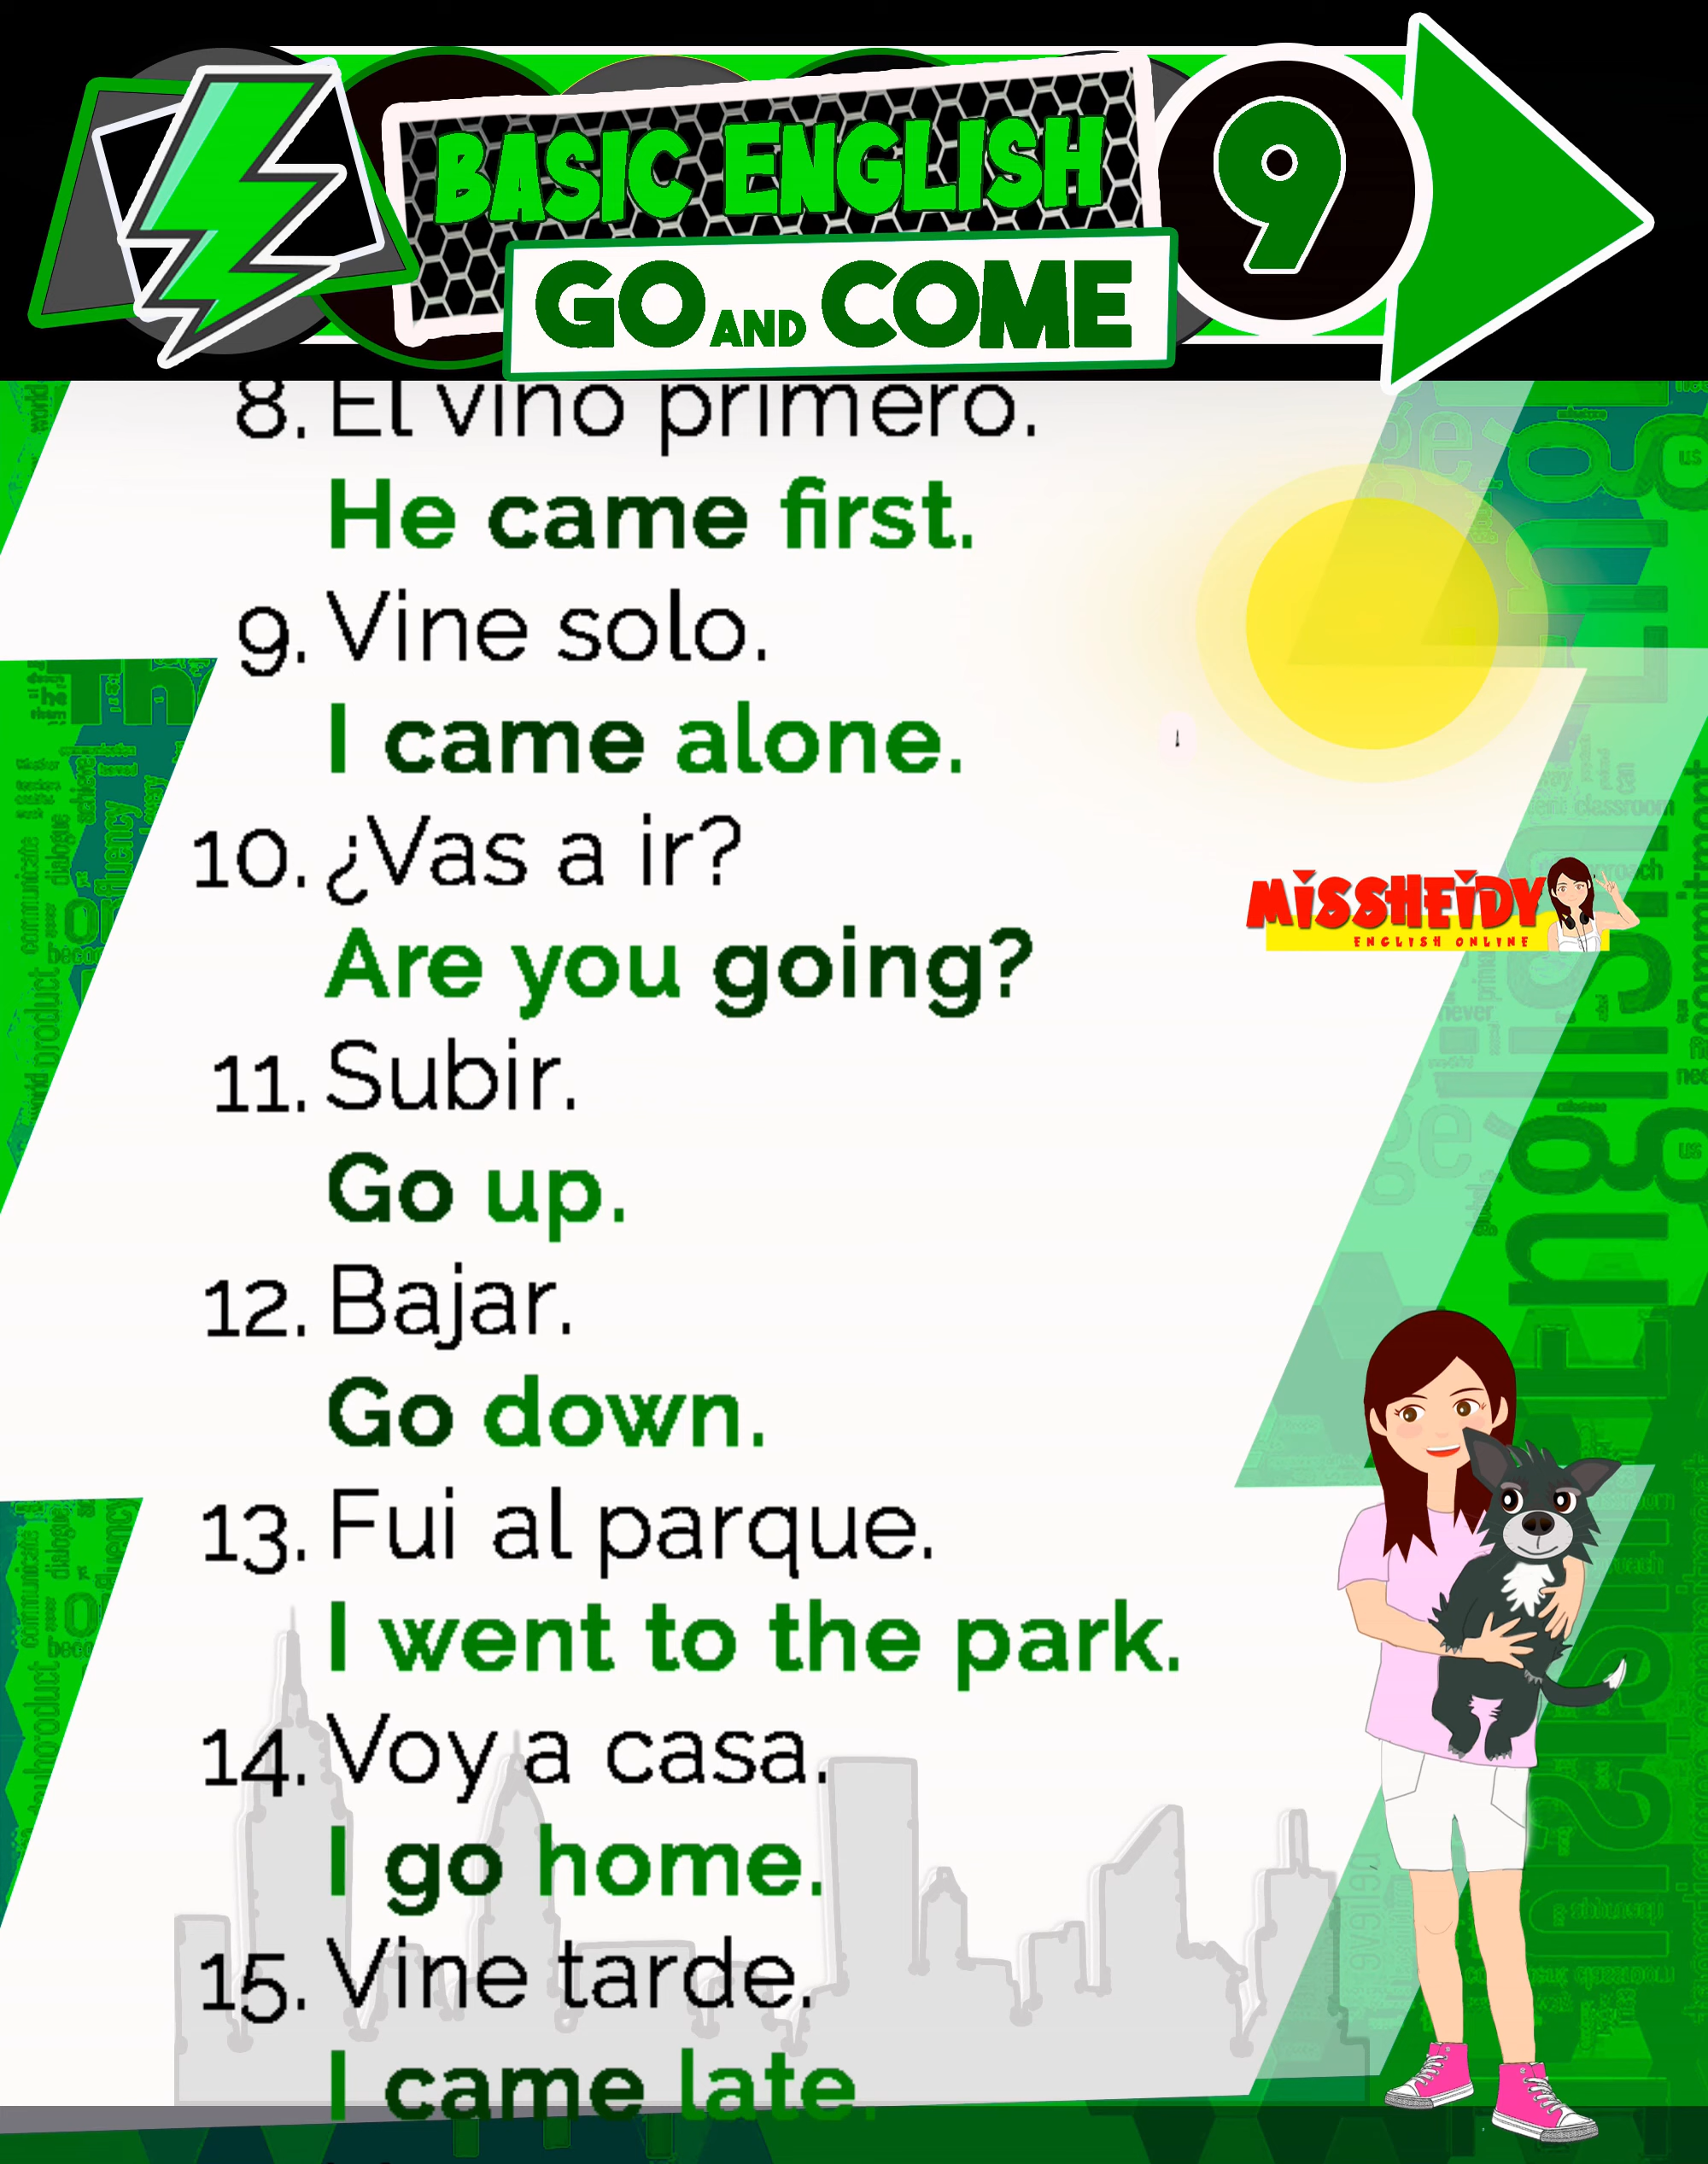 BASIC ENGLISH
9
GO AND COME
8. El vino primero.
He came first.
9. Vine solo.
I came alone.
10. ¿Vas a ir?
Are you going?
MISSHEIDY
ENGLISH ONLINE
11. Subir.
Go up.
12. Bajar.
Go down.
13. Fui al parque.
I went to the park.
14. Voy a casa.
I go home.
15. Vine tarde.
I came late.